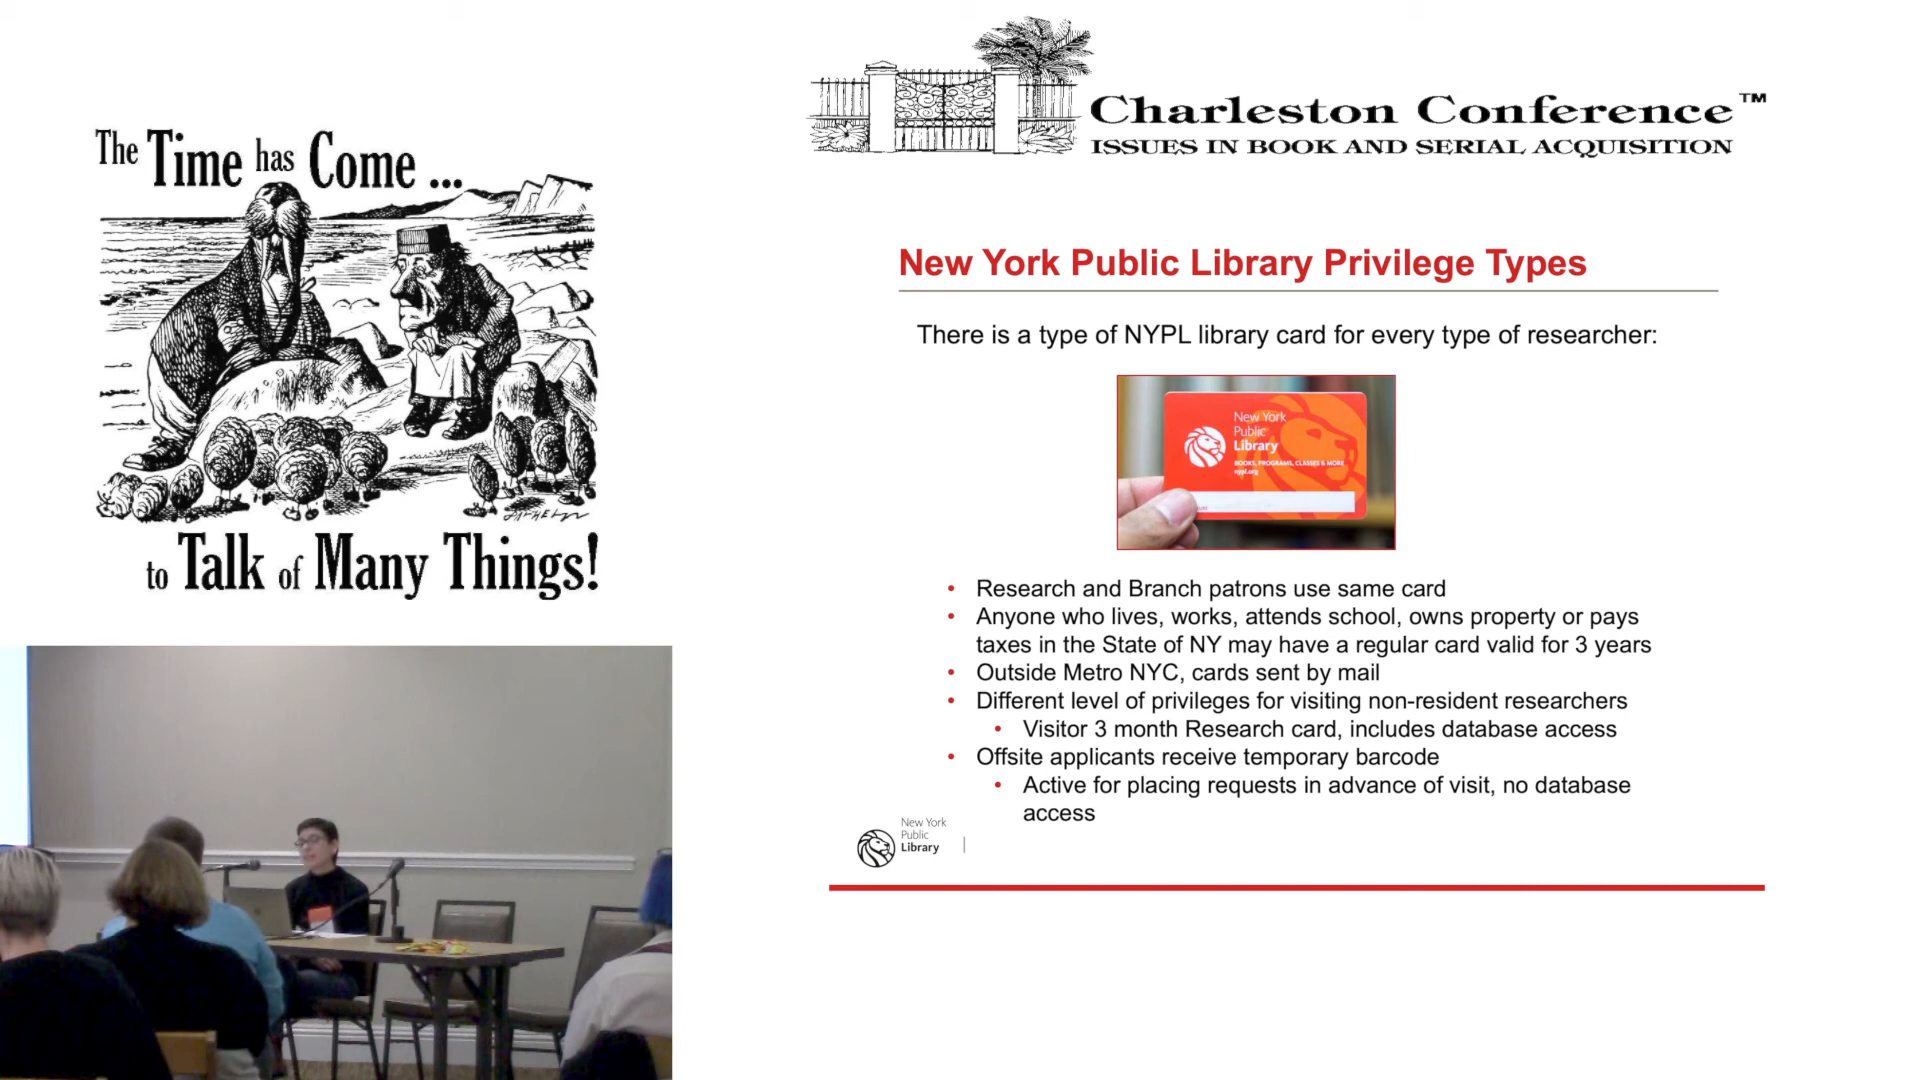 The Time has Come ...
to Talk of Many Things!
Charleston Conference™
ISSUES IN BOOK AND SERIAL ACQUISITION
New York Public Library Privilege Types
There is a type of NYPL library card for every type of researcher:
New York
Public
Library
BOOKS, PROGRAMS, CLASSES & MORE
nypl.org
• Research and Branch patrons use same card
• Anyone who lives, works, attends school, owns property or pays
taxes in the State of NY may have a regular card valid for 3 years
• Outside Metro NYC, cards sent by mail
• Different level of privileges for visiting non-resident researchers
• Visitor 3 month Research card, includes database access
• Offsite applicants receive temporary barcode
• Active for placing requests in advance of visit, no database
access
New York
Public
Library